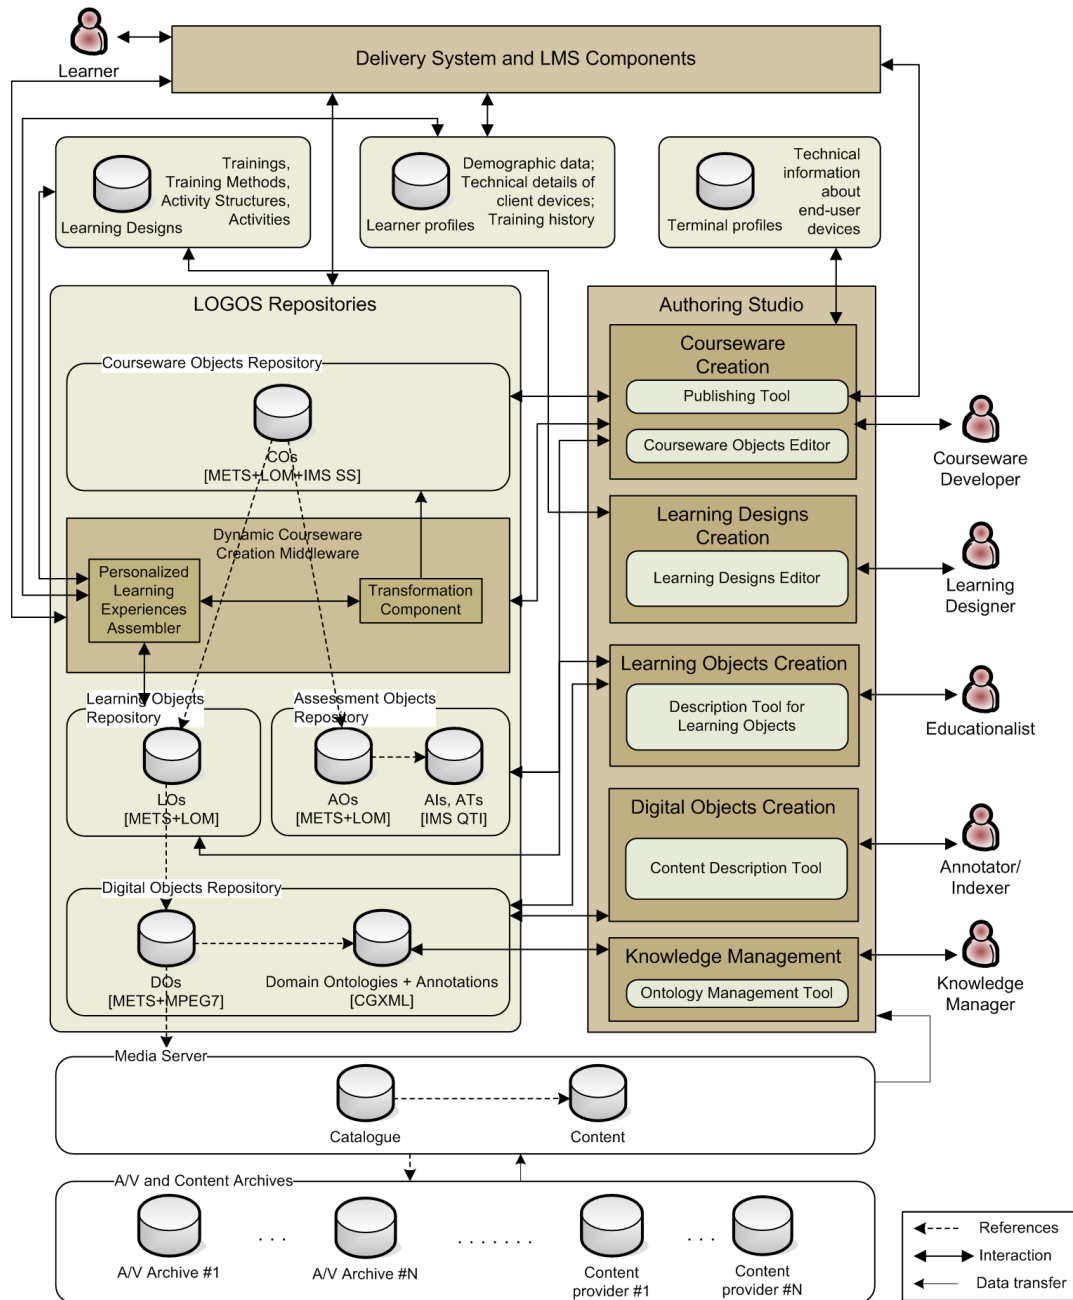 Learner
Delivery System and LMS Components
Trainings,
Training Methods,
Activity Structures,
Activities
Learning Designs
Demographic data;
Technical details of
client devices;
Training history
Learner profiles
Technical
information
about
end-user
devices
Terminal profiles
LOGOS Repositories
Courseware Objects Repository
COs
[METS+LOM+IMS SS]
Dynamic Courseware
Creation Middleware
Personalized
Learning
Experiences
Assembler
Transformation
Component
Learning Objects
Repository
LOs
[METS+LOM]
Assessment Objects
Repository
AOs
[METS+LOM]
AIs, ATs
[IMS QTI]
Digital Objects Repository
DOs
[METS+MPEG7]
Domain Ontologies + Annotations
[CGXML]
Authoring Studio
Courseware
Creation
Publishing Tool
Courseware Objects Editor
Courseware
Developer
Learning Designs
Creation
Learning Designs Editor
Learning
Designer
Learning Objects Creation
Description Tool for
Learning Objects
Educationalist
Digital Objects Creation
Content Description Tool
Annotator/
Indexer
Knowledge Management
Ontology Management Tool
Knowledge
Manager
Media Server
Catalogue
Content
A/V and Content Archives
A/V Archive #1
. . .
A/V Archive #N
. . . . . . .
Content
provider #1
. . .
Content
provider #N
References
Interaction
Data transfer